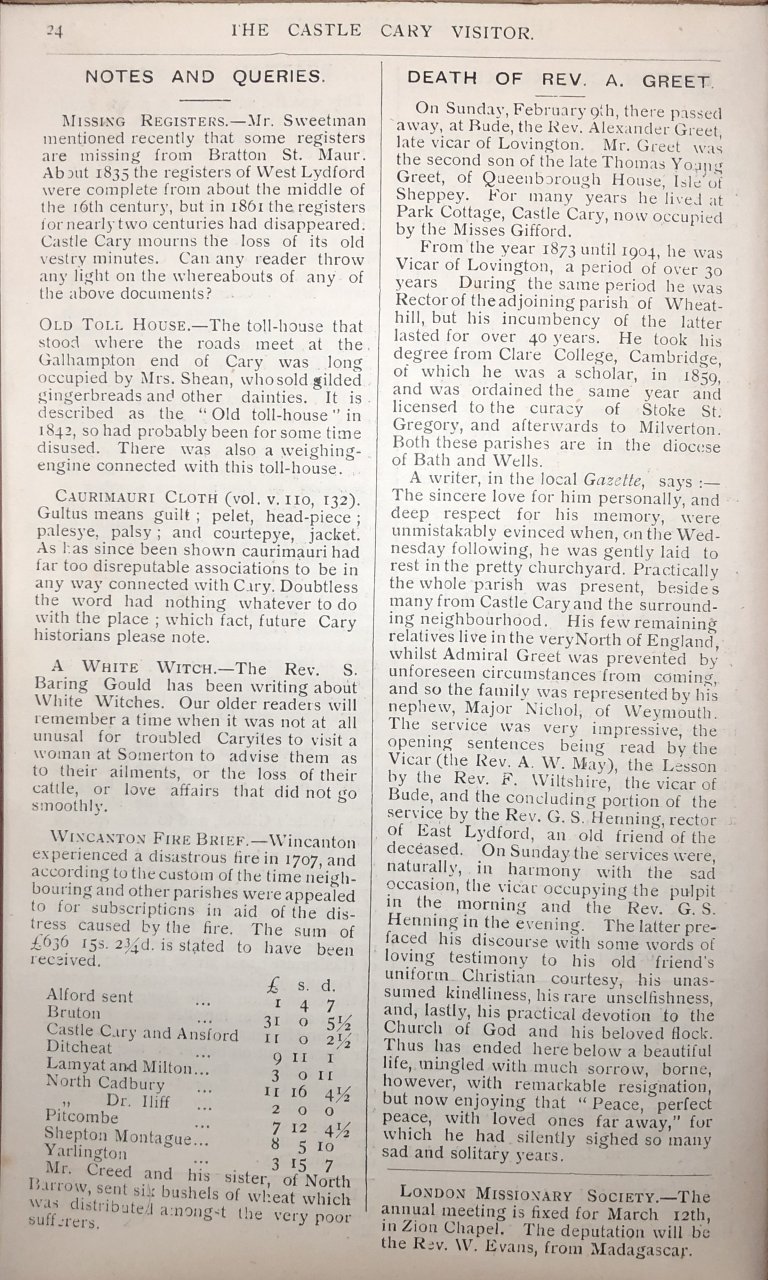 24
THE CASTLE CARY VISITOR.
NOTES AND QUERIES.
MISSING REGISTERS.—Mr. Sweetman
mentioned recently that some registers
are missing from Bratton St. Maur.
About 1835 the registers of West Lydford
were complete from about the middle of
the 16th century, but in 1861 the registers
for nearly two centuries had disappeared.
Castle Cary mourns the loss of its old
vestry minutes. Can any reader throw
any light on the whereabouts of any of
the above documents?
OLD TOLL HOUSE.—The toll-house that
stood where the roads meet at the
Galhampton end of Cary was long
occupied by Mrs. Shean, who sold gilded
gingerbreads and other dainties. It is
described as the "Old toll-house" in
1842, so had probably been for some time
disused. There was also a weighing-
engine connected with this toll-house.
CAURIMAURI CLOTH (vol. v. 110, 132).
Gultus means guilt; pelet, head-piece;
palesye, palsy; and courtepye, jacket.
As has since been shown caurimauri had
far too disreputable associations to be in
any way connected with Cary. Doubtless
the word had nothing whatever to do
with the place; which fact, future Cary
historians please note.
A WHITE WITCH.—The Rev. S.
Baring Gould has been writing about
White Witches. Our older readers will
remember a time when it was not at all
unusual for troubled Caryites to visit a
woman at Somerton to advise them as
to their ailments, or the loss of their
cattle, or love affairs that did not go
smoothly.
WINCANTON FIRE BRIEF.—Wincanton
experienced a disastrous fire in 1707, and
according to the custom of the time neigh-
bouring and other parishes were appealed
to for subscriptions in aid of the dis-
tress caused by the fire. The sum of
£636 15s. 2¾d. is stated to have been
received.
£ s. d.
Alford sent ... 1 4 7
Bruton ... 31 0 5½
Castle Cary and Ansford 11 0 2½
Ditcheat ... 9 11 1
Lamyat and Milton... 3 0 11
North Cadbury ... 11 16 4½
„ Dr. Iliff ... 2 0 0
Pitcombe ... 7 12 4½
Shepton Montague... 8 5 10
Yarlington ... 3 15 7
Mr. Creed and his sister, of North
Barrow, sent six bushels of wheat which
was distributed amongst the very poor
sufferers.
DEATH OF REV. A. GREET.
On Sunday, February 9th, there passed
away, at Bude, the Rev. Alexander Greet,
late vicar of Lovington. Mr. Greet was
the second son of the late Thomas Young
Greet, of Queenborough House, Isle of
Sheppey. For many years he lived at
Park Cottage, Castle Cary, now occupied
by the Misses Gifford.
From the year 1873 until 1904, he was
Vicar of Lovington, a period of over 30
years During the same period he was
Rector of the adjoining parish of Wheat-
hill, but his incumbency of the latter
lasted for over 40 years. He took his
degree from Clare College, Cambridge,
of which he was a scholar, in 1859,
and was ordained the same year and
licensed to the curacy of Stoke St.
Gregory, and afterwards to Milverton.
Both these parishes are in the diocese
of Bath and Wells.
A writer, in the local Gazette, says :—
The sincere love for him personally, and
deep respect for his memory, were
unmistakably evinced when, on the Wed-
nesday following, he was gently laid to
rest in the pretty churchyard. Practically
the whole parish was present, besides
many from Castle Cary and the surround-
ing neighbourhood. His few remaining
relatives live in the very North of England,
whilst Admiral Greet was prevented by
unforeseen circumstances from coming,
and so the family was represented by his
nephew, Major Nichol, of Weymouth.
The service was very impressive, the
opening sentences being read by the
Vicar (the Rev. A. W. May), the Lesson
by the Rev. F. Wiltshire, the vicar of
Bude, and the concluding portion of the
service by the Rev. G. S. Henning, rector
of East Lydford, an old friend of the
deceased. On Sunday the services were,
naturally, in harmony with the sad
occasion, the vicar occupying the pulpit
in the morning and the Rev. G. S.
Henning in the evening. The latter pre-
faced his discourse with some words of
loving testimony to his old friend's
uniform Christian courtesy, his unas-
sumed kindliness, his rare unselfishness,
and, lastly, his practical devotion to the
Church of God and his beloved flock.
Thus has ended here below a beautiful
life, mingled with much sorrow, borne,
however, with remarkable resignation,
but now enjoying that "Peace, perfect
peace, with loved ones far away," for
which he had silently sighed so many
sad and solitary years.
LONDON MISSIONARY SOCIETY.—The
annual meeting is fixed for March 12th,
in Zion Chapel. The deputation will be
the Rev. W. Evans, from Madagascar.